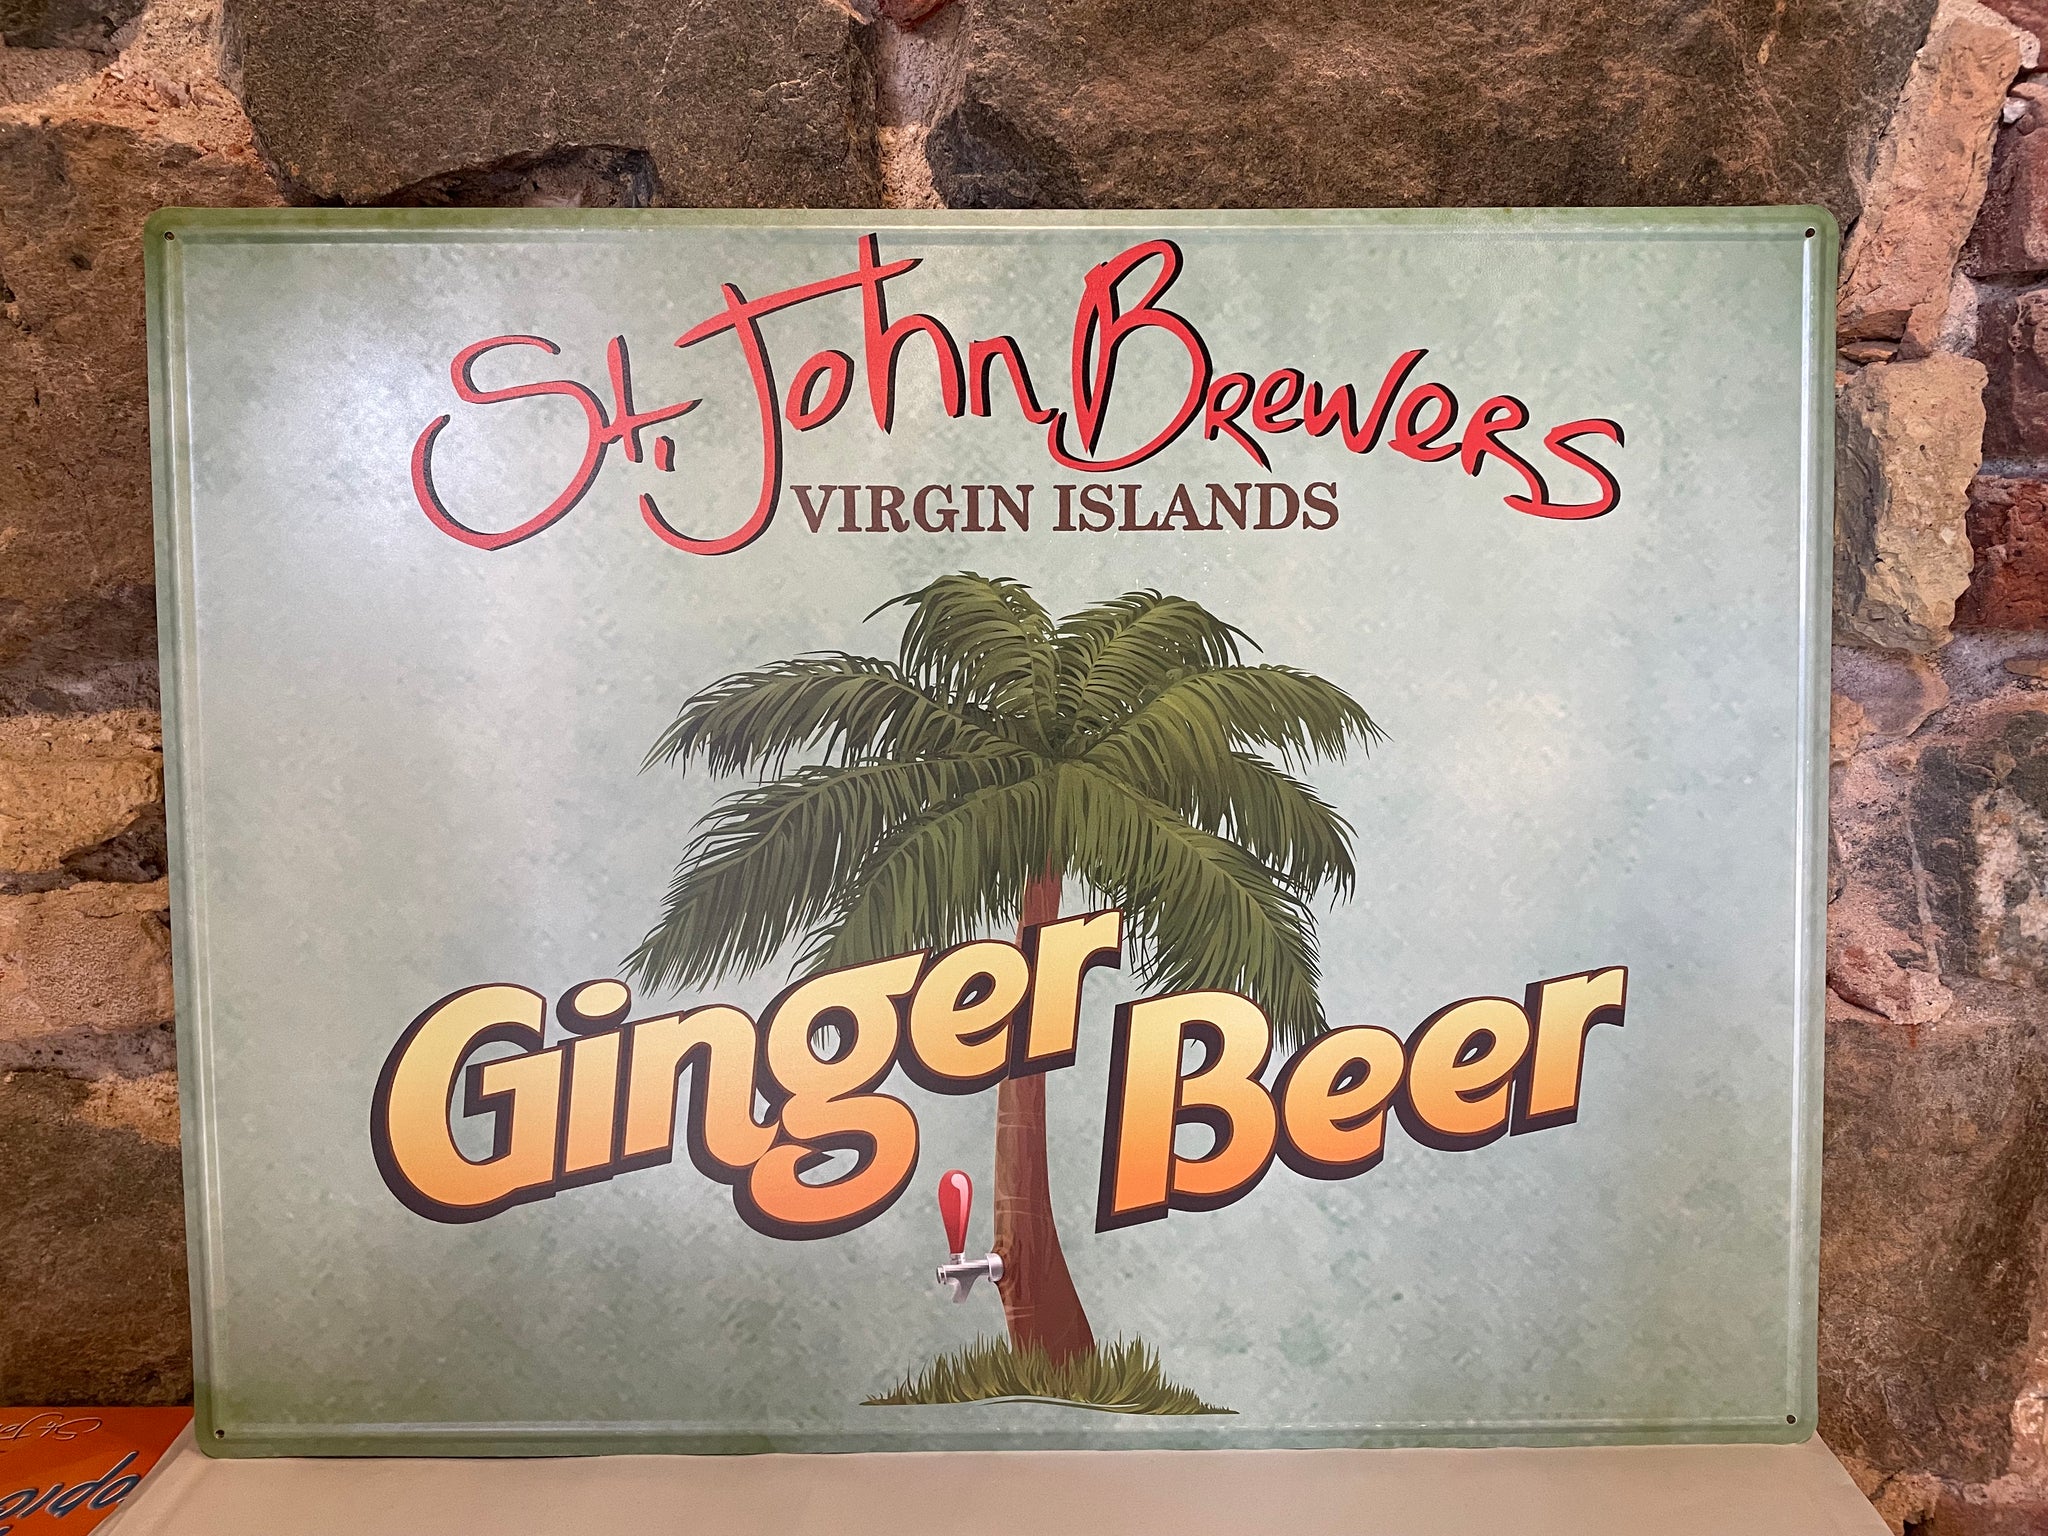 St. John Brewers
VIRGIN ISLANDS
Ginger Beer